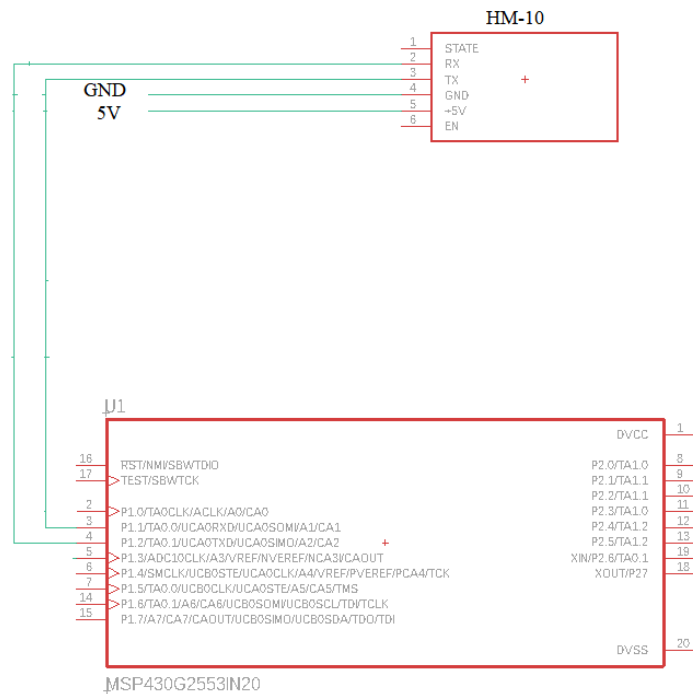 HM-10
1 STATE
2 RX
3 TX
4 GND
5 +5V
6 EN
GND
5V
U1
DVCC 1
16 RST/NMI/SBWTDIO
17 TEST/SBWTCK
2 P1.0/TA0CLK/ACLK/A0/CA0
3 P1.1/TA0.0/UCA0RXD/UCA0SOMI/A1/CA1
4 P1.2/TA0.1/UCA0TXD/UCA0SIMO/A2/CA2
5 P1.3/ADC10CLK/A3/VREF/NVEREF/NCA3/CAOUT
6 P1.4/SMCLK/UCB0STE/UCA0CLK/A4/VREF/PVEREF/PCA4/TCK
7 P1.5/TA0.0/UCB0CLK/UCA0STE/A5/CA5/TMS
14 P1.6/TA0.1/A6/CA6/UCB0SOMI/UCB0SCL/TDI/TCLK
15 P1.7/A7/CA7/CAOUT/UCB0SIMO/UCB0SDA/TDO/TDI
P2.0/TA1.0 8
P2.1/TA1.1 9
P2.2/TA1.1 10
P2.3/TA1.0 11
P2.4/TA1.2 12
P2.5/TA1.2 13
XIN/P2.6/TA0.1 19
XOUT/P27 18
DVSS 20
MSP430G2553IN20